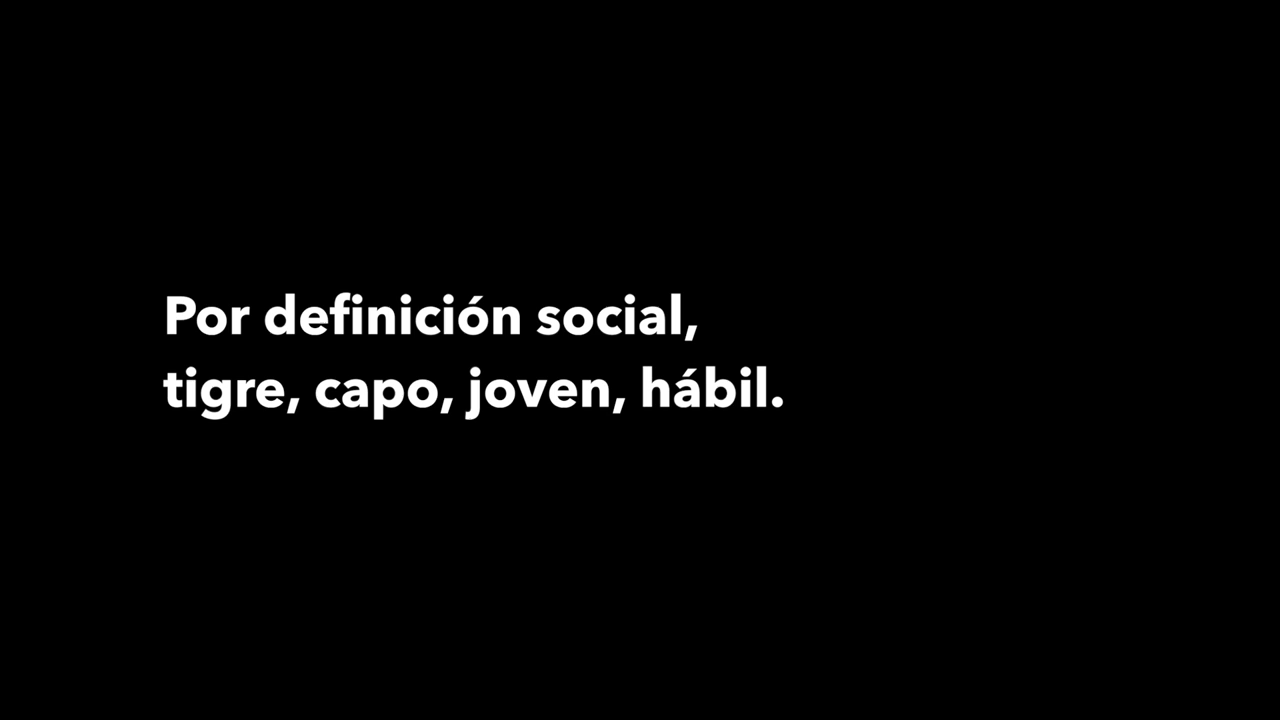 Por definición social,
tigre, capo, joven, hábil.